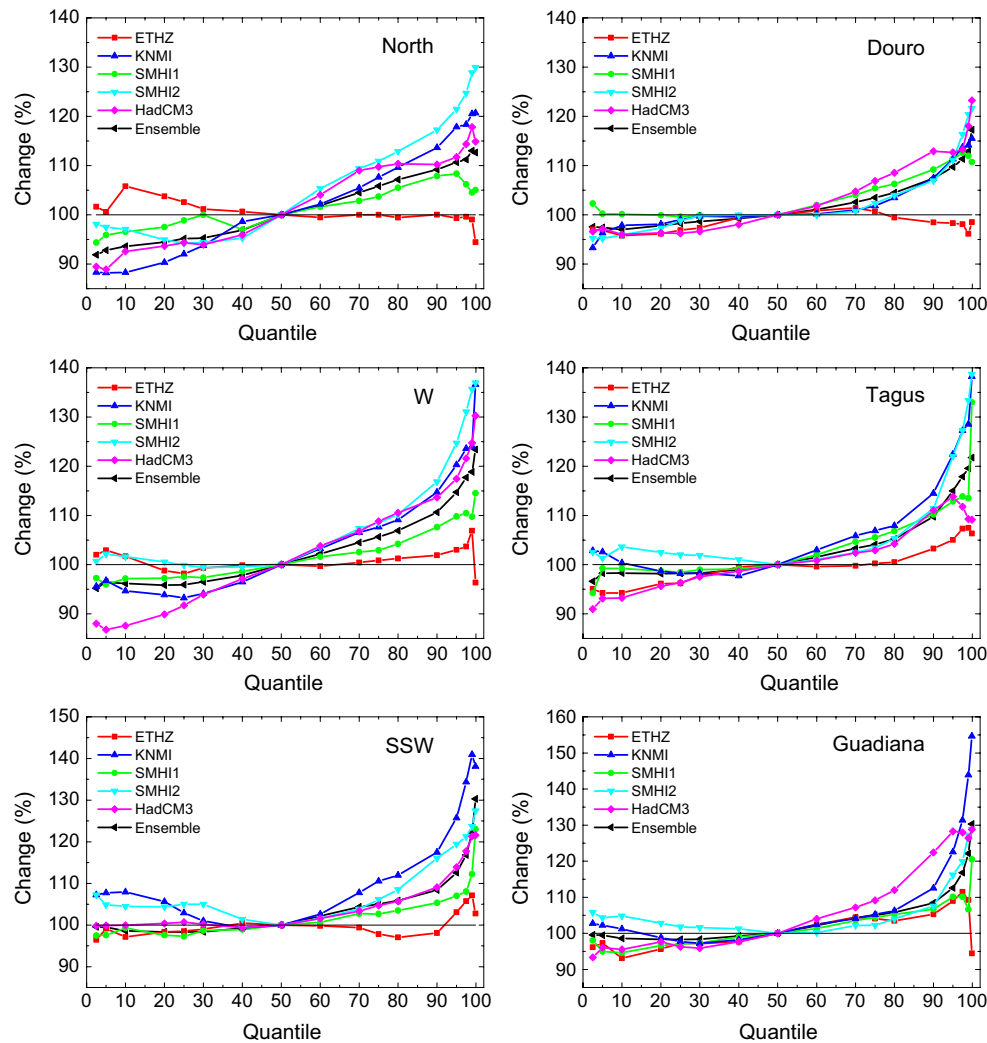 North
ETHZ
KNMI
SMHI1
SMHI2
HadCM3
Ensemble
Change (%)
140
130
120
110
100
90
0 10 20 30 40 50 60 70 80 90 100
Quantile
Douro
ETHZ
KNMI
SMHI1
SMHI2
HadCM3
Ensemble
Change (%)
140
130
120
110
100
90
0 10 20 30 40 50 60 70 80 90 100
Quantile
W
ETHZ
KNMI
SMHI1
SMHI2
HadCM3
Ensemble
Change (%)
140
130
120
110
100
90
0 10 20 30 40 50 60 70 80 90 100
Quantile
Tagus
ETHZ
KNMI
SMHI1
SMHI2
HadCM3
Ensemble
Change (%)
140
130
120
110
100
90
0 10 20 30 40 50 60 70 80 90 100
Quantile
SSW
ETHZ
KNMI
SMHI1
SMHI2
HadCM3
Ensemble
Change (%)
150
140
130
120
110
100
90
0 10 20 30 40 50 60 70 80 90 100
Quantile
Guadiana
ETHZ
KNMI
SMHI1
SMHI2
HadCM3
Ensemble
Change (%)
160
150
140
130
120
110
100
90
0 10 20 30 40 50 60 70 80 90 100
Quantile